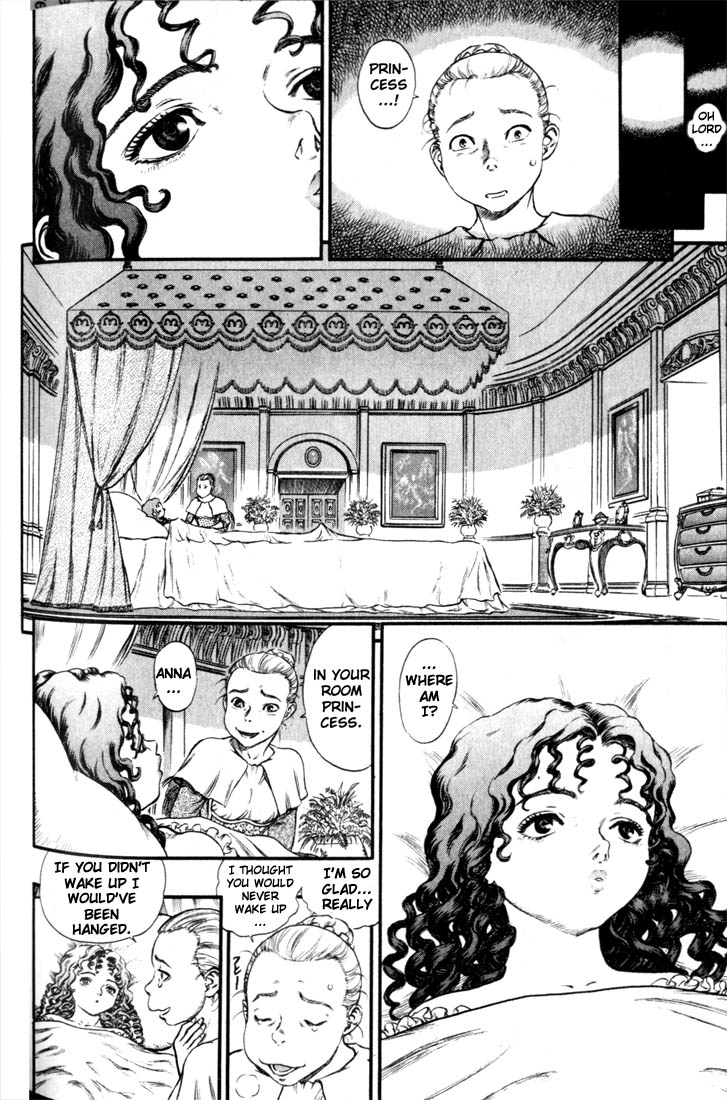 OH
LORD
...
PRIN-
CESS
...!
...
WHERE
AM
I?
IN YOUR
ROOM
PRIN-
CESS.
ANNA
...
I'M SO
GLAD...
REALLY
I THOUGHT
YOU WOULD
NEVER
WAKE UP
...
IF YOU DIDN'T
WAKE UP I
WOULD'VE
BEEN
HANGED.